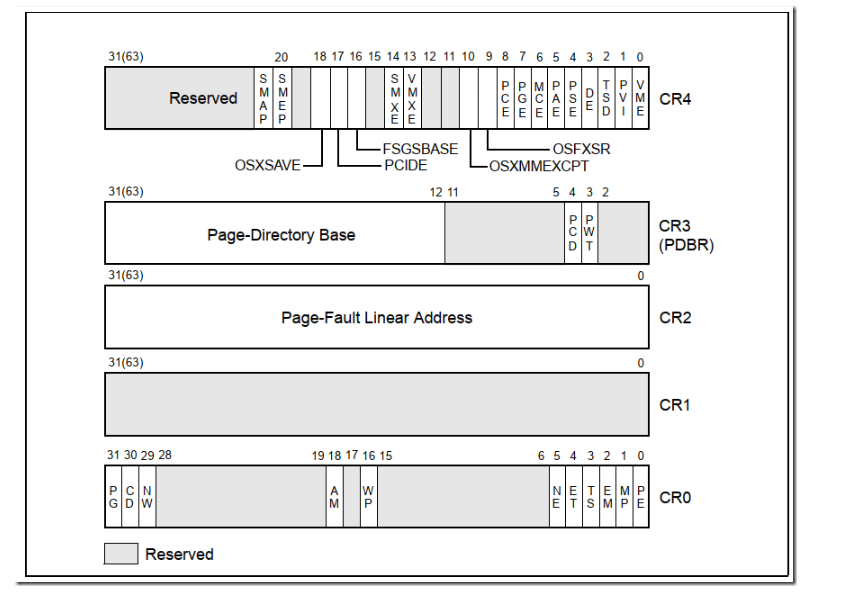 31(63) 20 18 17 16 15 14 13 12 11 10 9 8 7 6 5 4 3 2 1 0
Reserved SMAP SMEP SMXE VMXE PCE PGE MCE PAE PSE DE TSD PVI VME CR4
FSGSBASE OSFXSR
OSXSAVE PCIDE OSXMMEXCPT
31(63) 12 11 5 4 3 2
Page-Directory Base PCD PWT CR3
(PDBR)
31(63) 0
Page-Fault Linear Address CR2
31(63) 0
CR1
31 30 29 28 19 18 17 16 15 6 5 4 3 2 1 0
PG CD NW AM WP NE ET TS EM MP PE CR0
Reserved